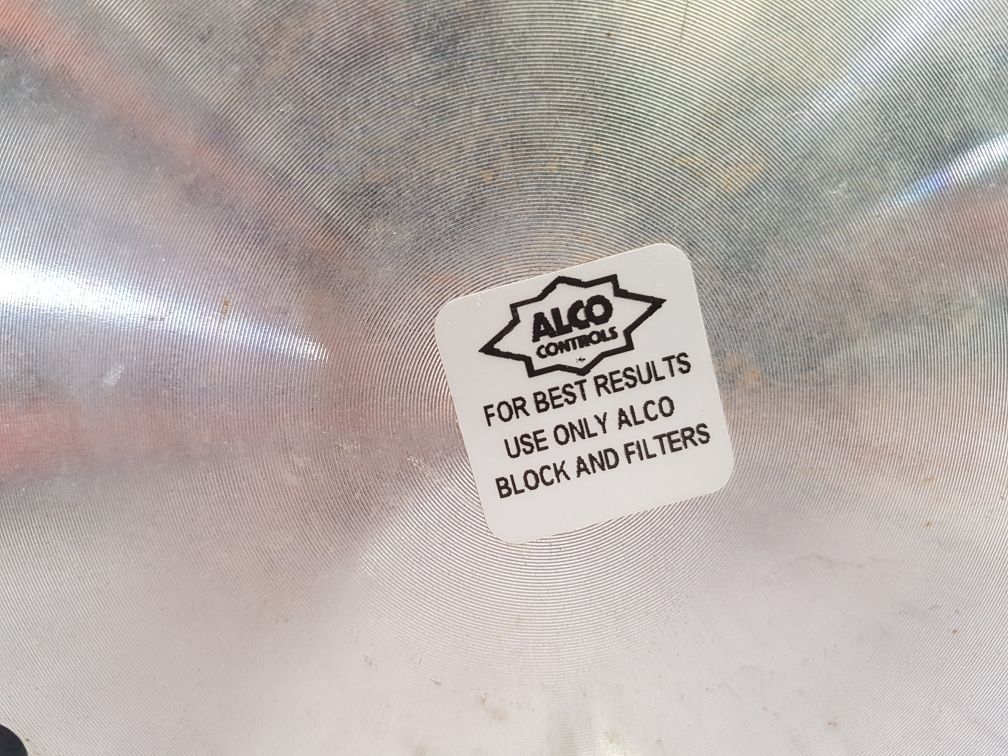 ALCO
CONTROLS
FOR BEST RESULTS
USE ONLY ALCO
BLOCK AND FILTERS